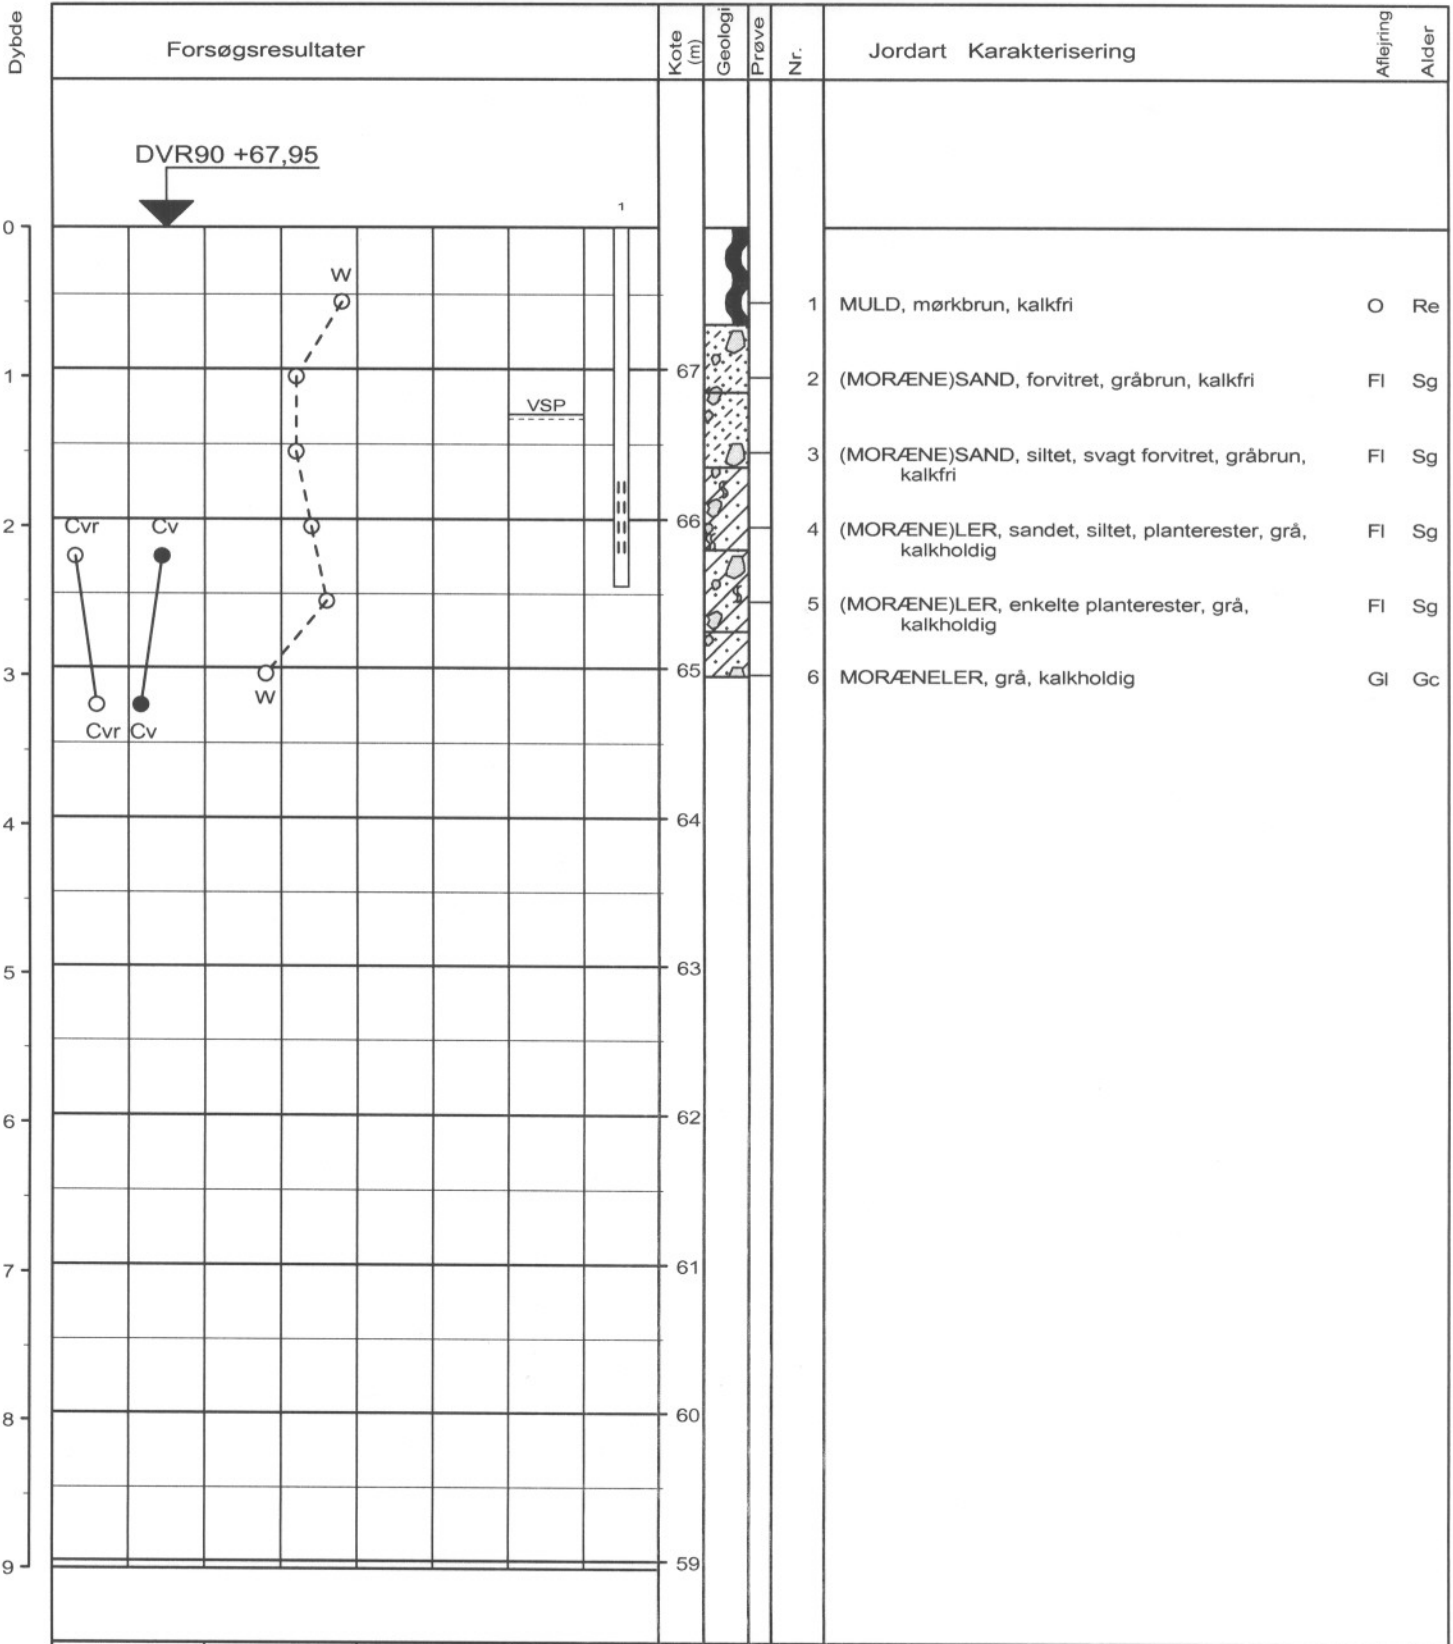 Dybde
Forsøgsresultater
Kote (m)
Geologi
Prøve
Nr.
Jordart Karakterisering
Aflejring
Alder
DVR90 +67,95
1
0
W
1 MULD, mørkbrun, kalkfri O Re
1
67
2 (MORÆNE)SAND, forvitret, gråbrun, kalkfri Fl Sg
VSP
3 (MORÆNE)SAND, siltet, svagt forvitret, gråbrun, Fl Sg
kalkfri
2
Cvr Cv
66
4 (MORÆNE)LER, sandet, siltet, planterester, grå, Fl Sg
kalkholdig
5 (MORÆNE)LER, enkelte planterester, grå, Fl Sg
kalkholdig
3
W
65
6 MORÆNELER, grå, kalkholdig Gl Gc
Cvr Cv
4
64
5
63
6
62
7
61
8
60
9
59